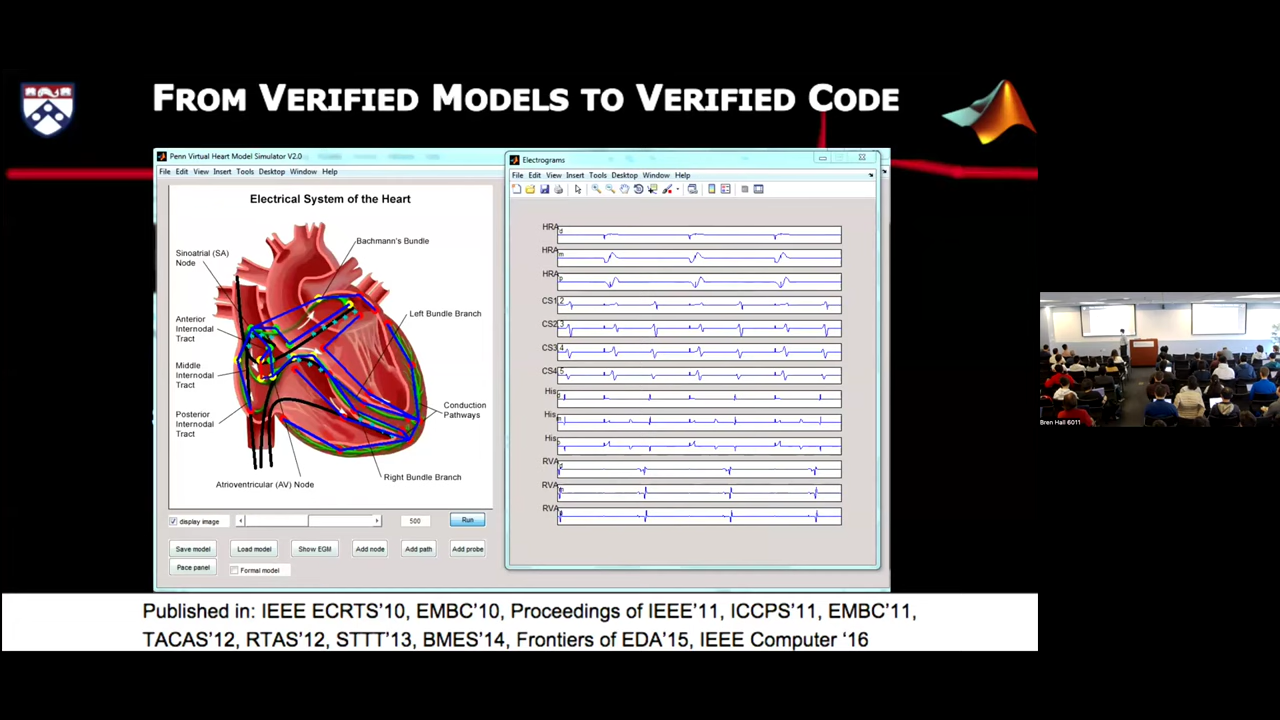 FROM VERIFIED MODELS TO VERIFIED CODE
Penn Virtual Heart Model Simulator V2.0
File Edit View Insert Tools Desktop Window Help
Electrical System of the Heart
Bachmann's Bundle
Sinoatrial (SA)
Node
Left Bundle Branch
Anterior
Internodal
Tract
Middle
Internodal
Tract
Posterior
Internodal
Tract
Conduction
Pathways
Right Bundle Branch
Atrioventricular (AV) Node
display image
500
Run
Save model
Load model
Show EGM
Add node
Add path
Add probe
Pace panel
Formal model
Electrograms
File Edit View Insert Tools Desktop Window Help
HRA d
HRA m
HRA p
CS1 2
CS2 3
CS3 4
CS4 5
His
His
His
RVA
RVA
RVA
Published in: IEEE ECRTS'10, EMBC'10, Proceedings of IEEE'11, ICCPS'11, EMBC'11,
TACAS'12, RTAS'12, STTT'13, BMES'14, Frontiers of EDA'15, IEEE Computer ‘16
Bren Hall 6011